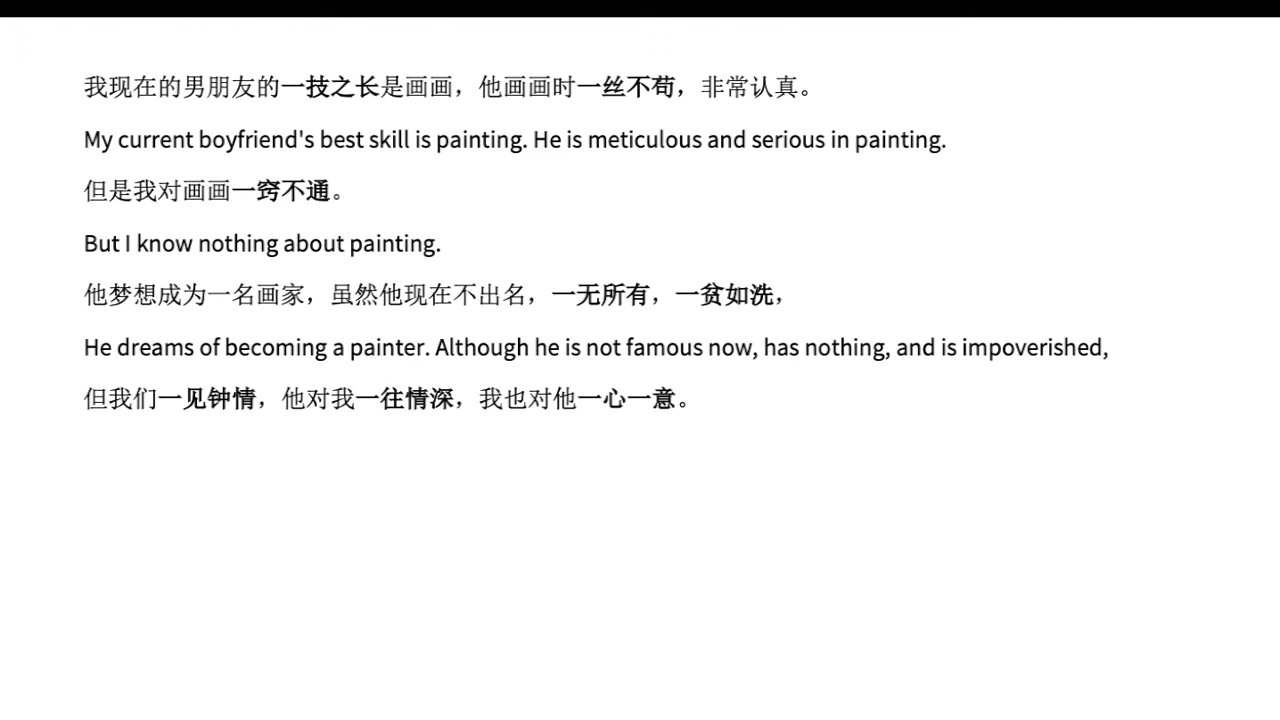 我现在的男朋友的一技之长是画画，他画画时一丝不苟，非常认真。
My current boyfriend's best skill is painting. He is meticulous and serious in painting.
但是我对画画一窍不通。
But I know nothing about painting.
他梦想成为一名画家，虽然他现在不出名，一无所有，一贫如洗，
He dreams of becoming a painter. Although he is not famous now, has nothing, and is impoverished,
但我们一见钟情，他对我一往情深，我也对他一心一意。